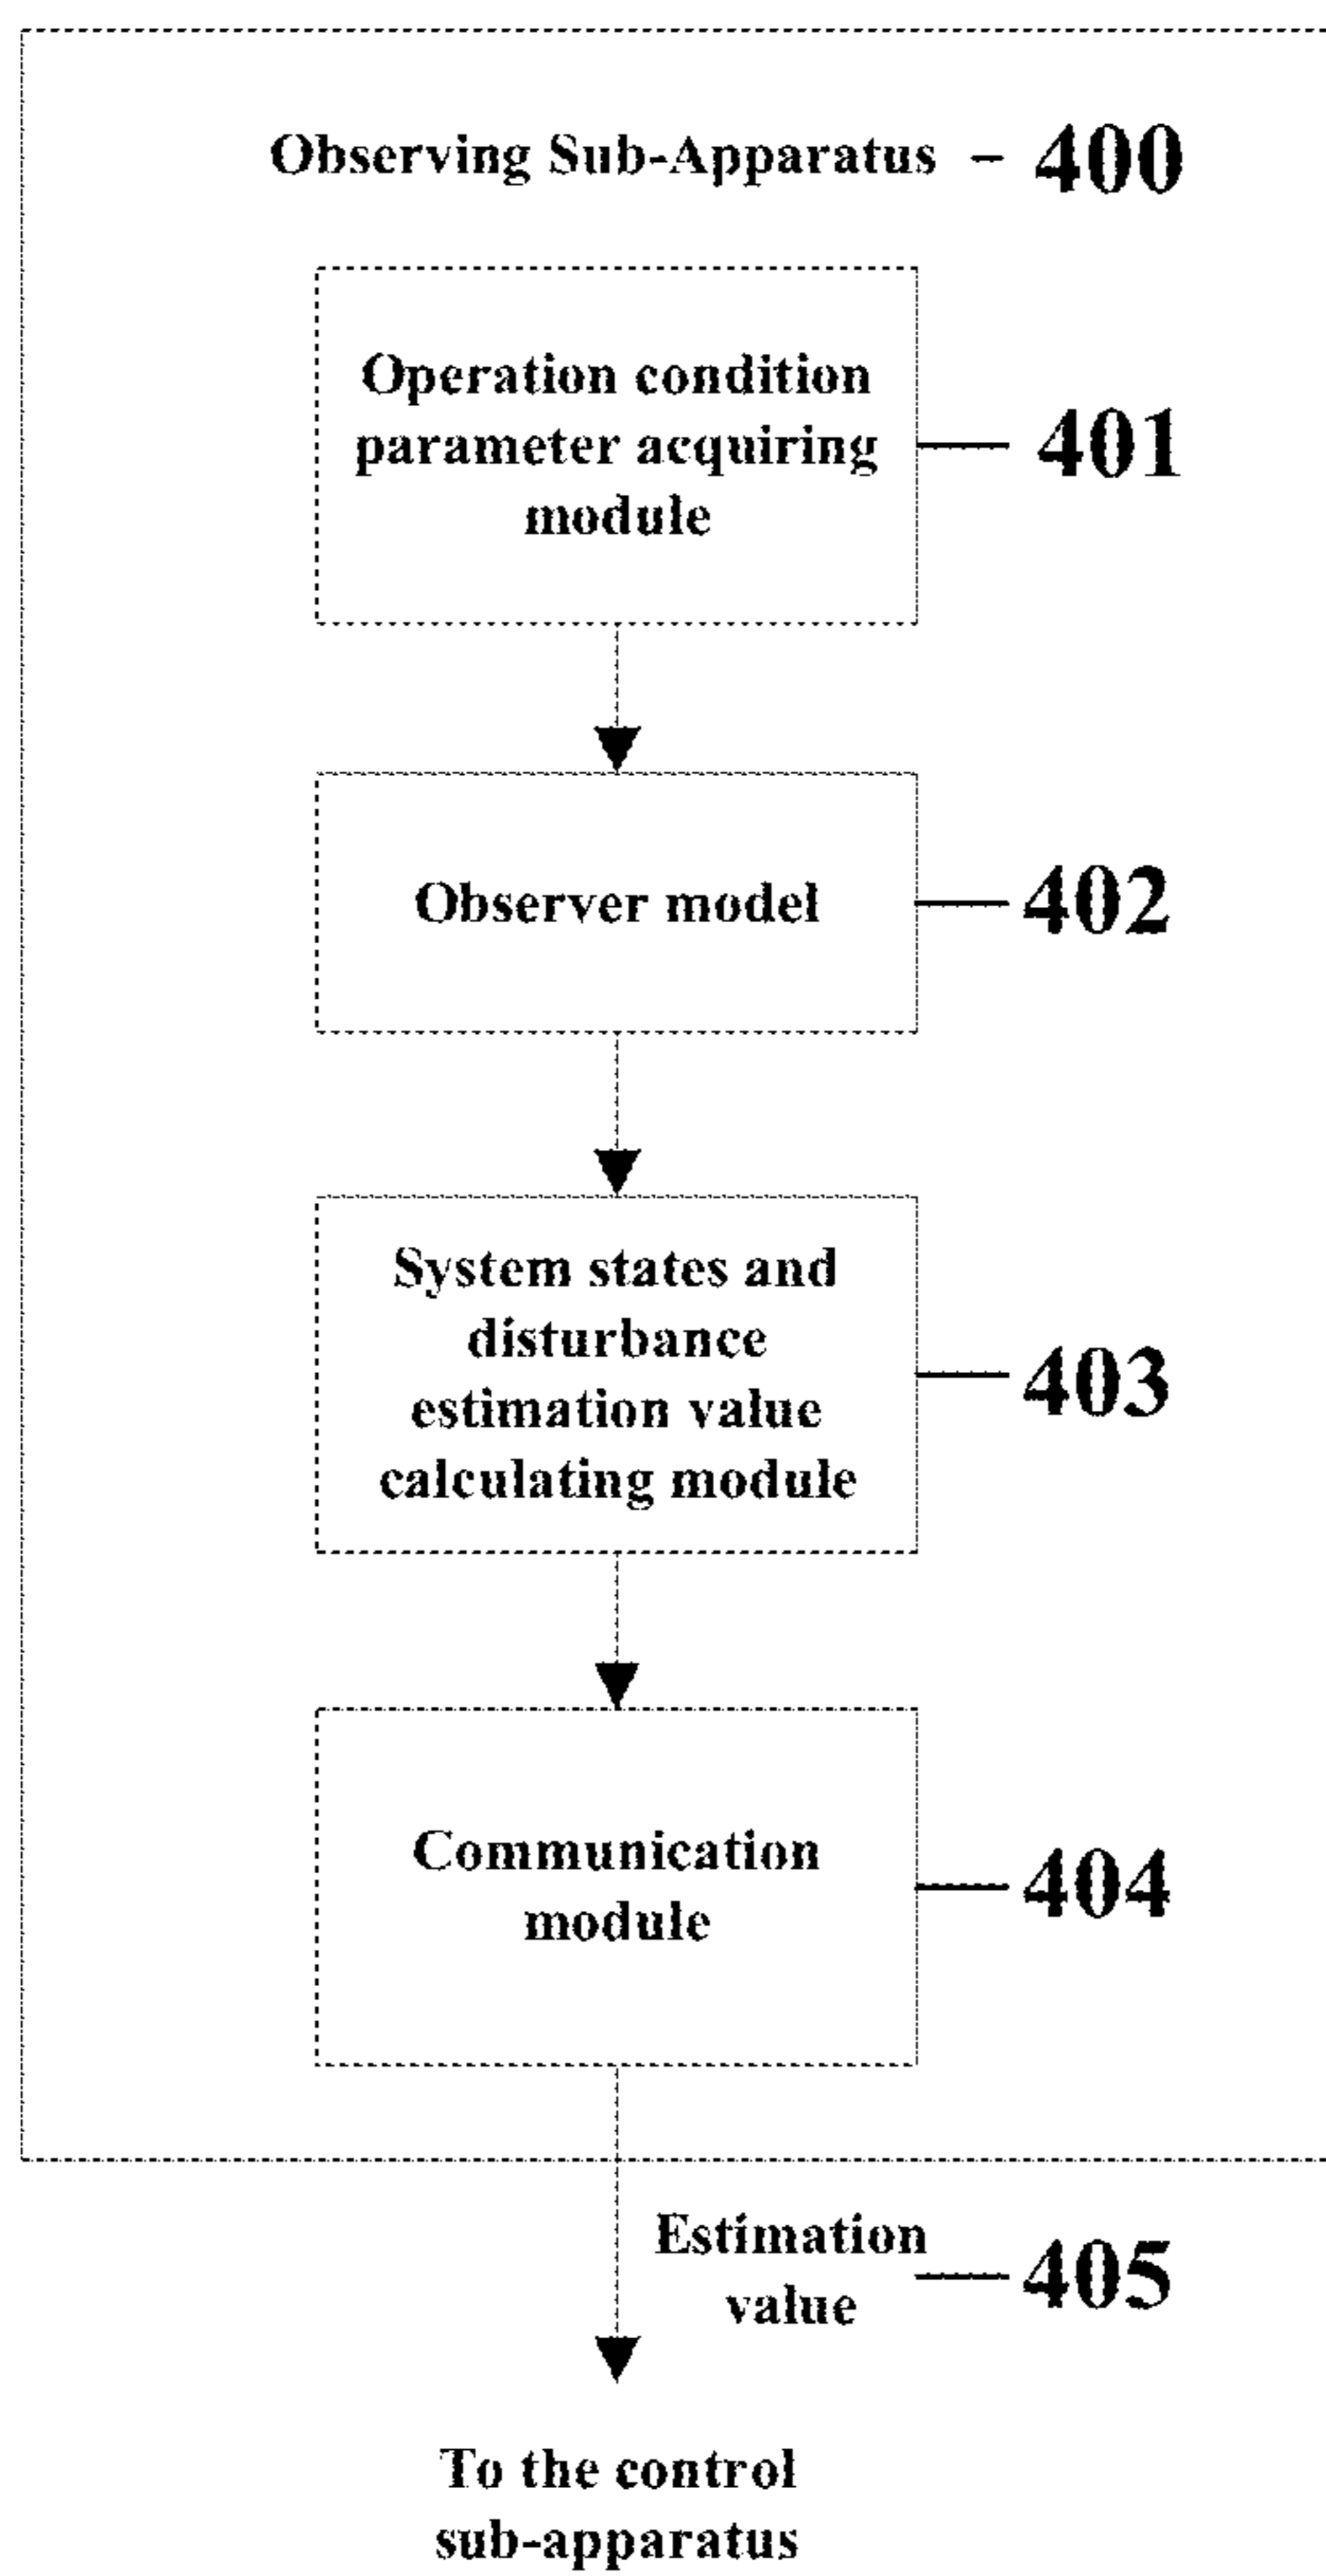 Observing Sub-Apparatus – 400
Operation condition
parameter acquiring
module
401
Observer model
402
System states and
disturbance
estimation value
calculating module
403
Communication
module
404
Estimation
value
405
To the control
sub-apparatus